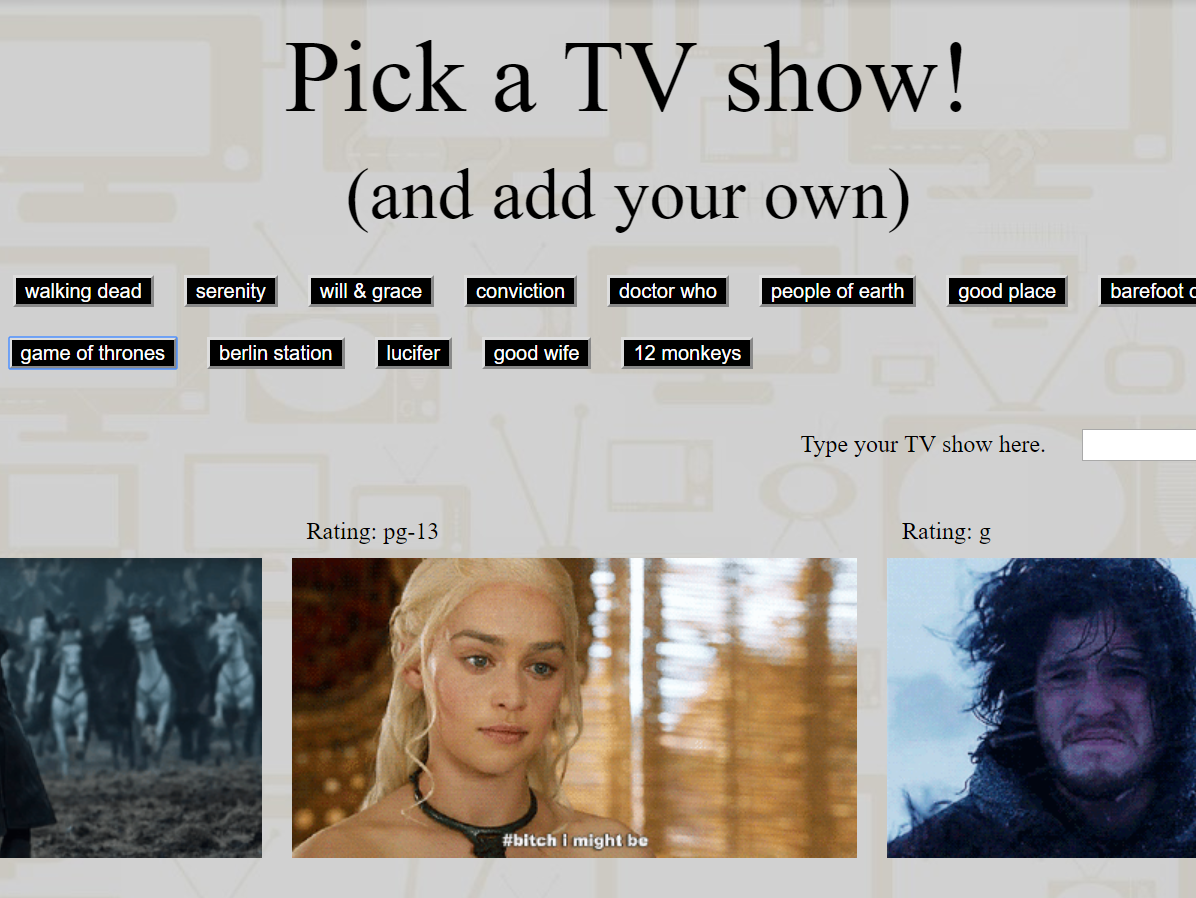 Pick a TV show!
(and add your own)
walking dead serenity will & grace conviction doctor who people of earth good place barefoot c
game of thrones berlin station lucifer good wife 12 monkeys
Type your TV show here.
Rating: pg-13 Rating: g
#bitch i might be